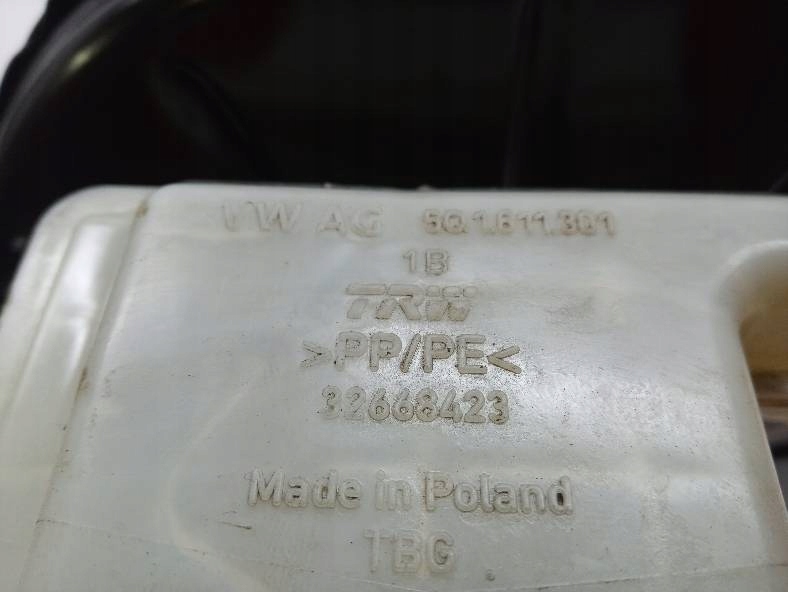 VW AG 5Q1.611.301
1B
TRW
>PP/PE<
32668423
Made in Poland
TBG